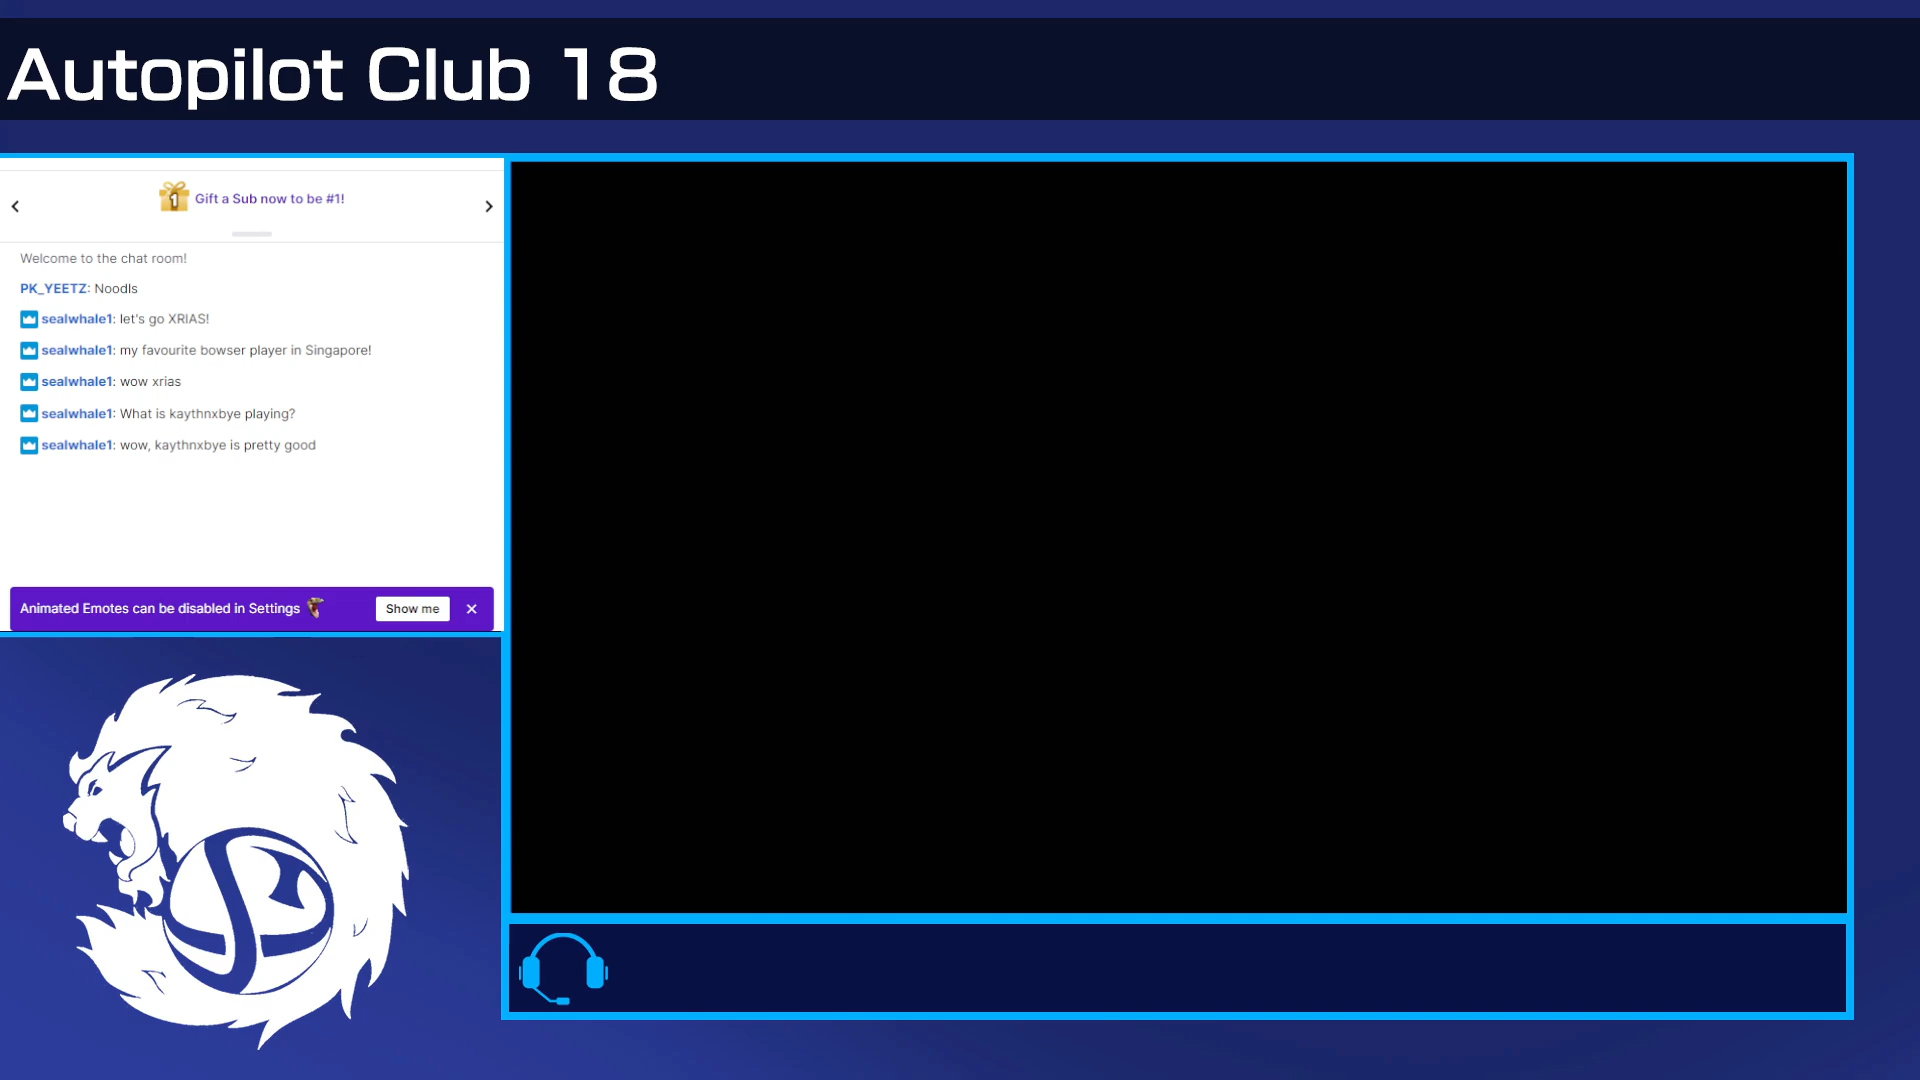 Autopilot Club 18
1 Gift a Sub now to be #1!
Welcome to the chat room!
PK_YEETZ: Noodls
sealwhale1: let's go XRIAS!
sealwhale1: my favourite bowser player in Singapore!
sealwhale1: wow xrias
sealwhale1: What is kaythnxbye playing?
sealwhale1: wow, kaythnxbye is pretty good
Animated Emotes can be disabled in Settings Show me